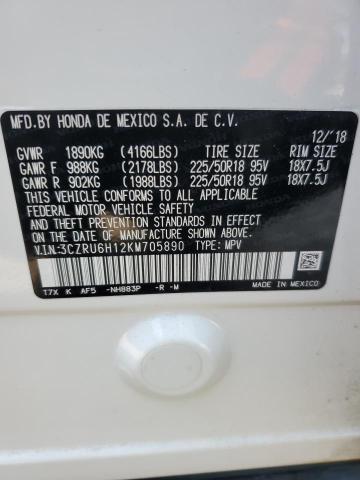 MFD.BY HONDA DE MEXICO S.A. DE C.V.
12/'18
GVWR 1890KG (4166LBS) TIRE SIZE RIM SIZE
GAWR F 988KG (2178LBS) 225/50R18 95V 18X7.5J
GAWR R 902KG (1988LBS) 225/50R18 95V 18X7.5J
THIS VEHICLE CONFORMS TO ALL APPLICABLE
FEDERAL MOTOR VEHICLE SAFETY AND THEFT
PREVENTION STANDARDS IN EFFECT ON THE DATE
OF MANUFACTURE SHOWN ABOVE.
V.I.N.-3CZRU6H12KM705890 TYPE: MPV
T7X K AF5 -NH883P -R -M
MADE IN MEXICO